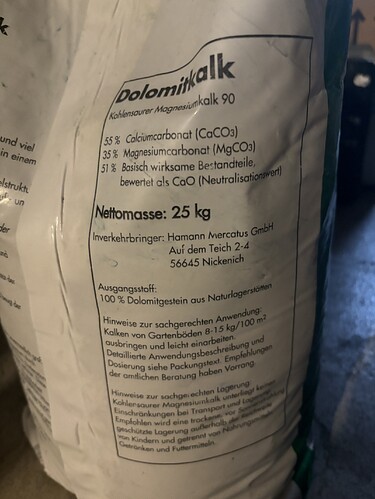 Dolomitkalk
Kohlensaurer Magnesiumkalk 90
55 % Calciumcarbonat (CaCO3)
35 % Magnesiumcarbonat (MgCO3)
51 % Basisch wirksame Bestandteile,
bewertet als CaO (Neutralisationswert)
Nettomasse: 25 kg
Inverkehrbringer: Hamann Mercatus GmbH
Auf dem Teich 2-4
56645 Nickenich
Ausgangsstoff:
100 % Dolomitgestein aus Naturlagerstätten
Hinweise zur sachgerechten Anwendung:
Kalken von Gartenböden 8-15 kg/100 m²
ausbringen und leicht einarbeiten.
Detaillierte Anwendungsbeschreibung und
Dosierung siehe Packungstext. Empfehlungen
der amtlichen Beratung haben Vorrang.
Hinweise zur sachgerechten Lagerung:
Kohlensaurer Magnesiumkalk unterliegt keinen
Einschränkungen bei Transport und Lagerung.
Empfohlen wird eine trockene, vor
geschützte Lagerung außerhalb der
von Kindern und getrennt von Nahrungsmitteln,
Getränken und Futtermitteln.
und viel
in einem